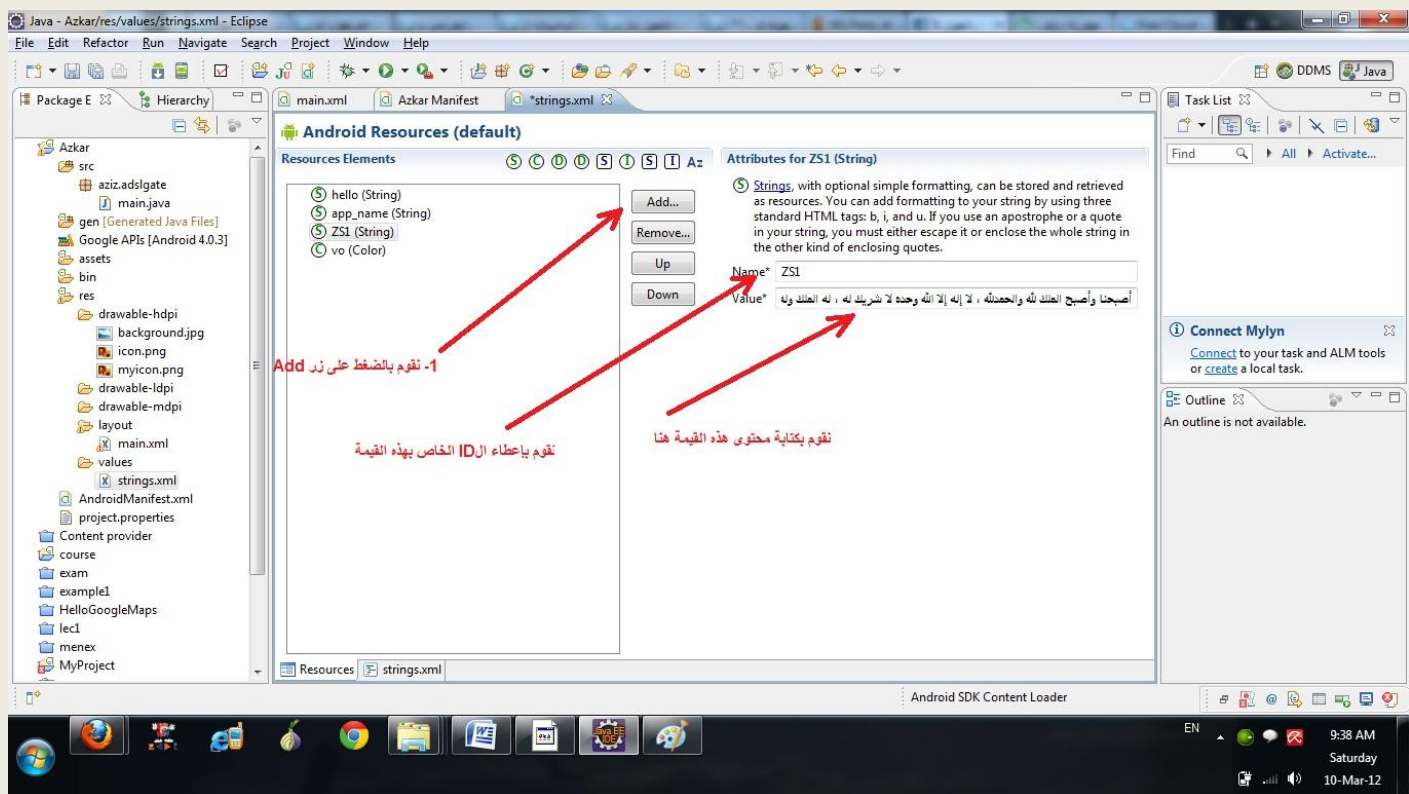 Java - Azkar/res/values/strings.xml - Eclipse
File Edit Refactor Run Navigate Search Project Window Help
DDMS Java
Package E Hierarchy
main.xml Azkar Manifest *strings.xml
Task List
Azkar
src
aziz.adslgate
main.java
gen [Generated Java Files]
Google APIs [Android 4.0.3]
assets
bin
res
drawable-hdpi
background.jpg
icon.png
myicon.png
drawable-ldpi
drawable-mdpi
layout
main.xml
values
strings.xml
AndroidManifest.xml
project.properties
Content provider
course
exam
example1
HelloGoogleMaps
lec1
menex
MyProject
Android Resources (default)
Resources Elements
S C D D S I S I Az
S hello (String)
S app_name (String)
S ZS1 (String)
C vo (Color)
Add...
Remove...
Up
Down
Attributes for ZS1 (String)
S Strings, with optional simple formatting, can be stored and retrieved
as resources. You can add formatting to your string by using three
standard HTML tags: b, i, and u. If you use an apostrophe or a quote
in your string, you must either escape it or enclose the whole string in
the other kind of enclosing quotes.
Name* ZS1
Value* أصبحنا وأصبح الملك لله والحمدلله ، لا إله إلا الله وحده لا شريك له ، له الملك وله
1- نقوم بالضغط على زر Add
نقوم بإعطاء الID الخاص بهذه القيمة
نقوم بكتابة محتوى هذه القيمة هنا
Resources strings.xml
Find All Activate...
Connect Mylyn
Connect to your task and ALM tools
or create a local task.
Outline
An outline is not available.
Android SDK Content Loader
Java EE
IDE
EN
9:38 AM
Saturday
10-Mar-12